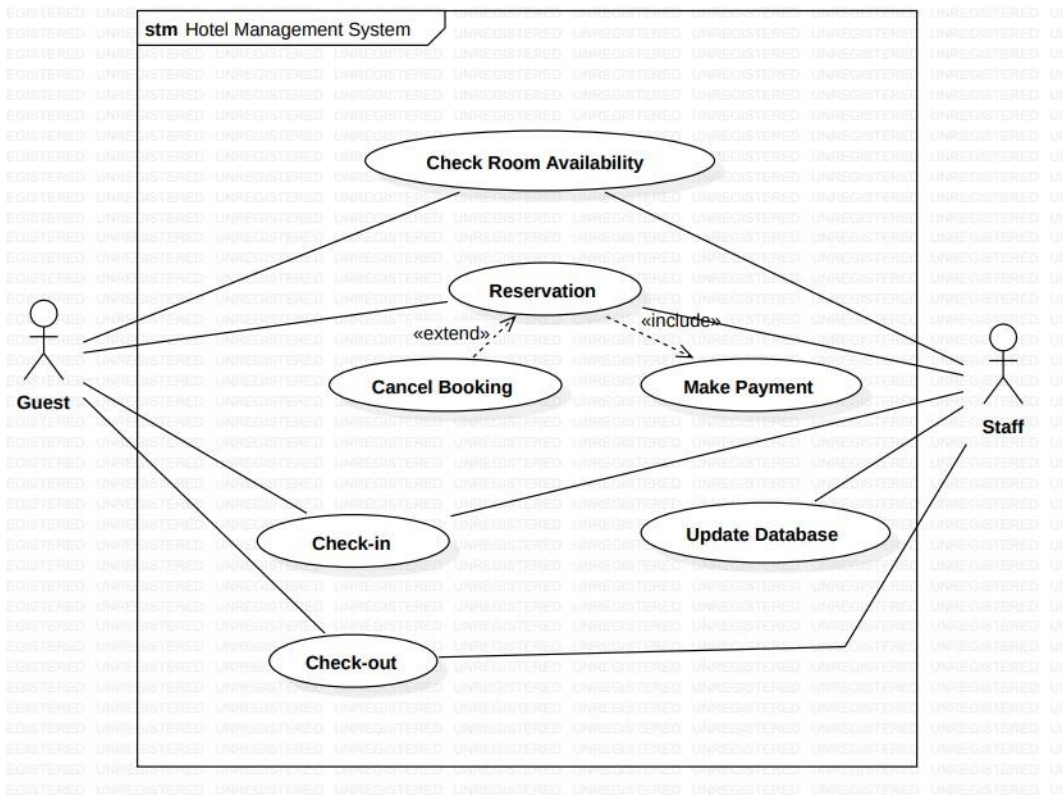 stm Hotel Management System
Check Room Availability
Reservation
«extend»
«include»
Cancel Booking
Make Payment
Guest
Staff
Check-in
Update Database
Check-out
UNREGISTERED